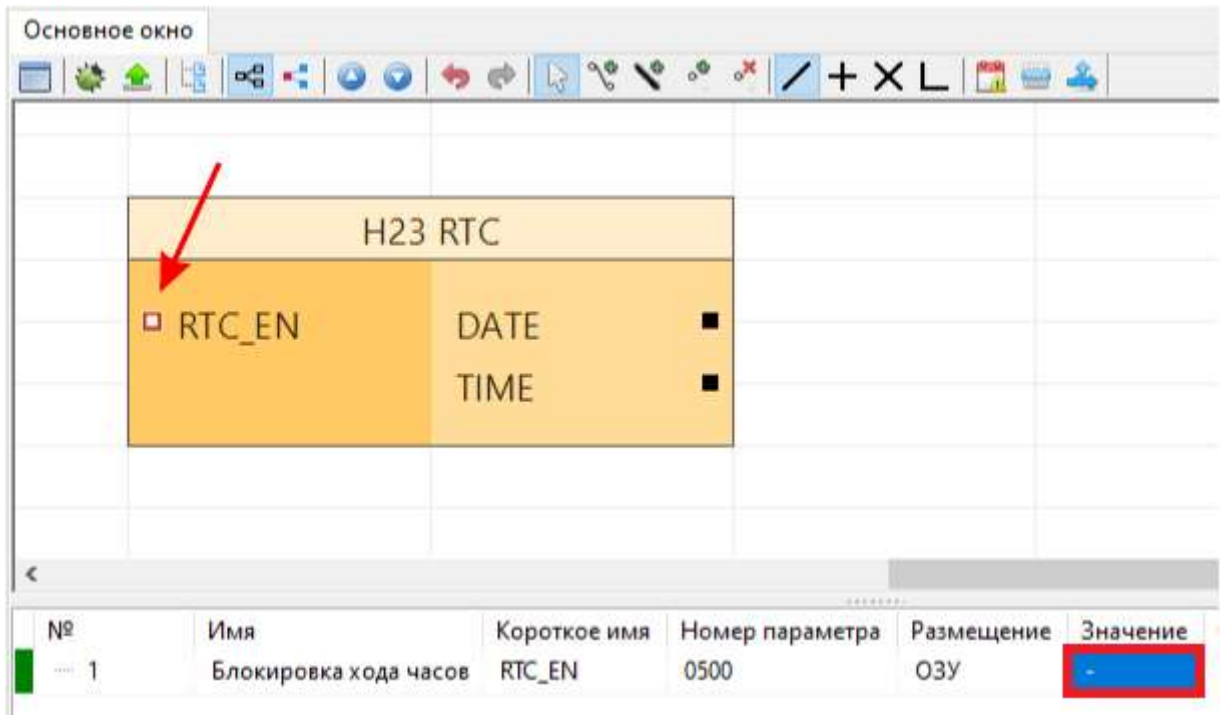 Основное окно
H23 RTC
RTC_EN DATE
TIME
№ Имя Короткое имя Номер параметра Размещение Значение
1 Блокировка хода часов RTC_EN 0500 ОЗУ -